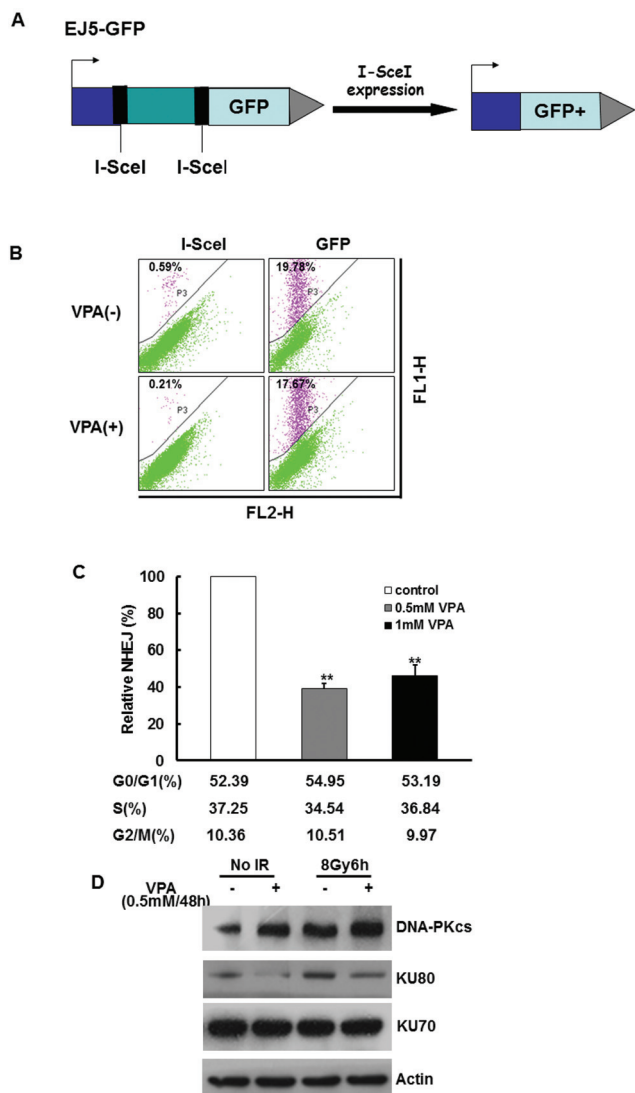 A
EJ5-GFP
I-SceI
expression
GFP
GFP+
I-SceI I-SceI
B
I-SceI GFP
VPA(-)
0.59%
P3
19.78%
P3
VPA(+)
0.21%
P3
17.67%
P3
FL1-H
FL2-H
C
Relative NHEJ (%)
100
80
60
40
20
0
control
0.5mM VPA
1mM VPA
** **
G0/G1(%) 52.39 54.95 53.19
S(%) 37.25 34.54 36.84
G2/M(%) 10.36 10.51 9.97
D
No IR 8Gy6h
VPA - + - +
(0.5mM/48h)
DNA-PKcs
KU80
KU70
Actin